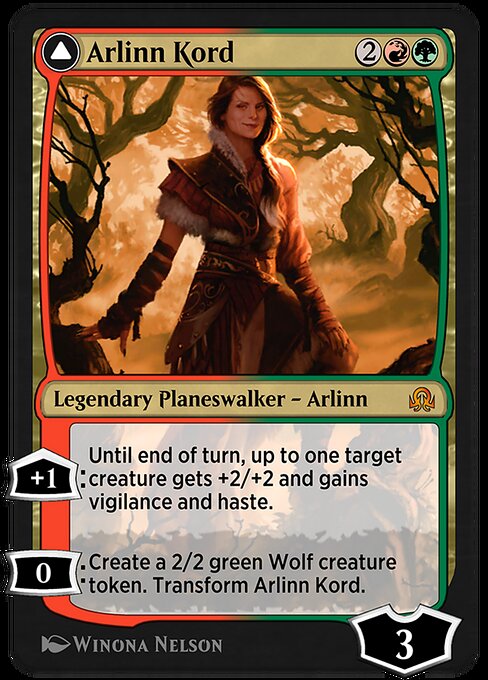 Arlinn Kord 2
Legendary Planeswalker – Arlinn
+1: Until end of turn, up to one target
creature gets +2/+2 and gains
vigilance and haste.
0: Create a 2/2 green Wolf creature
token. Transform Arlinn Kord.
Winona Nelson
3